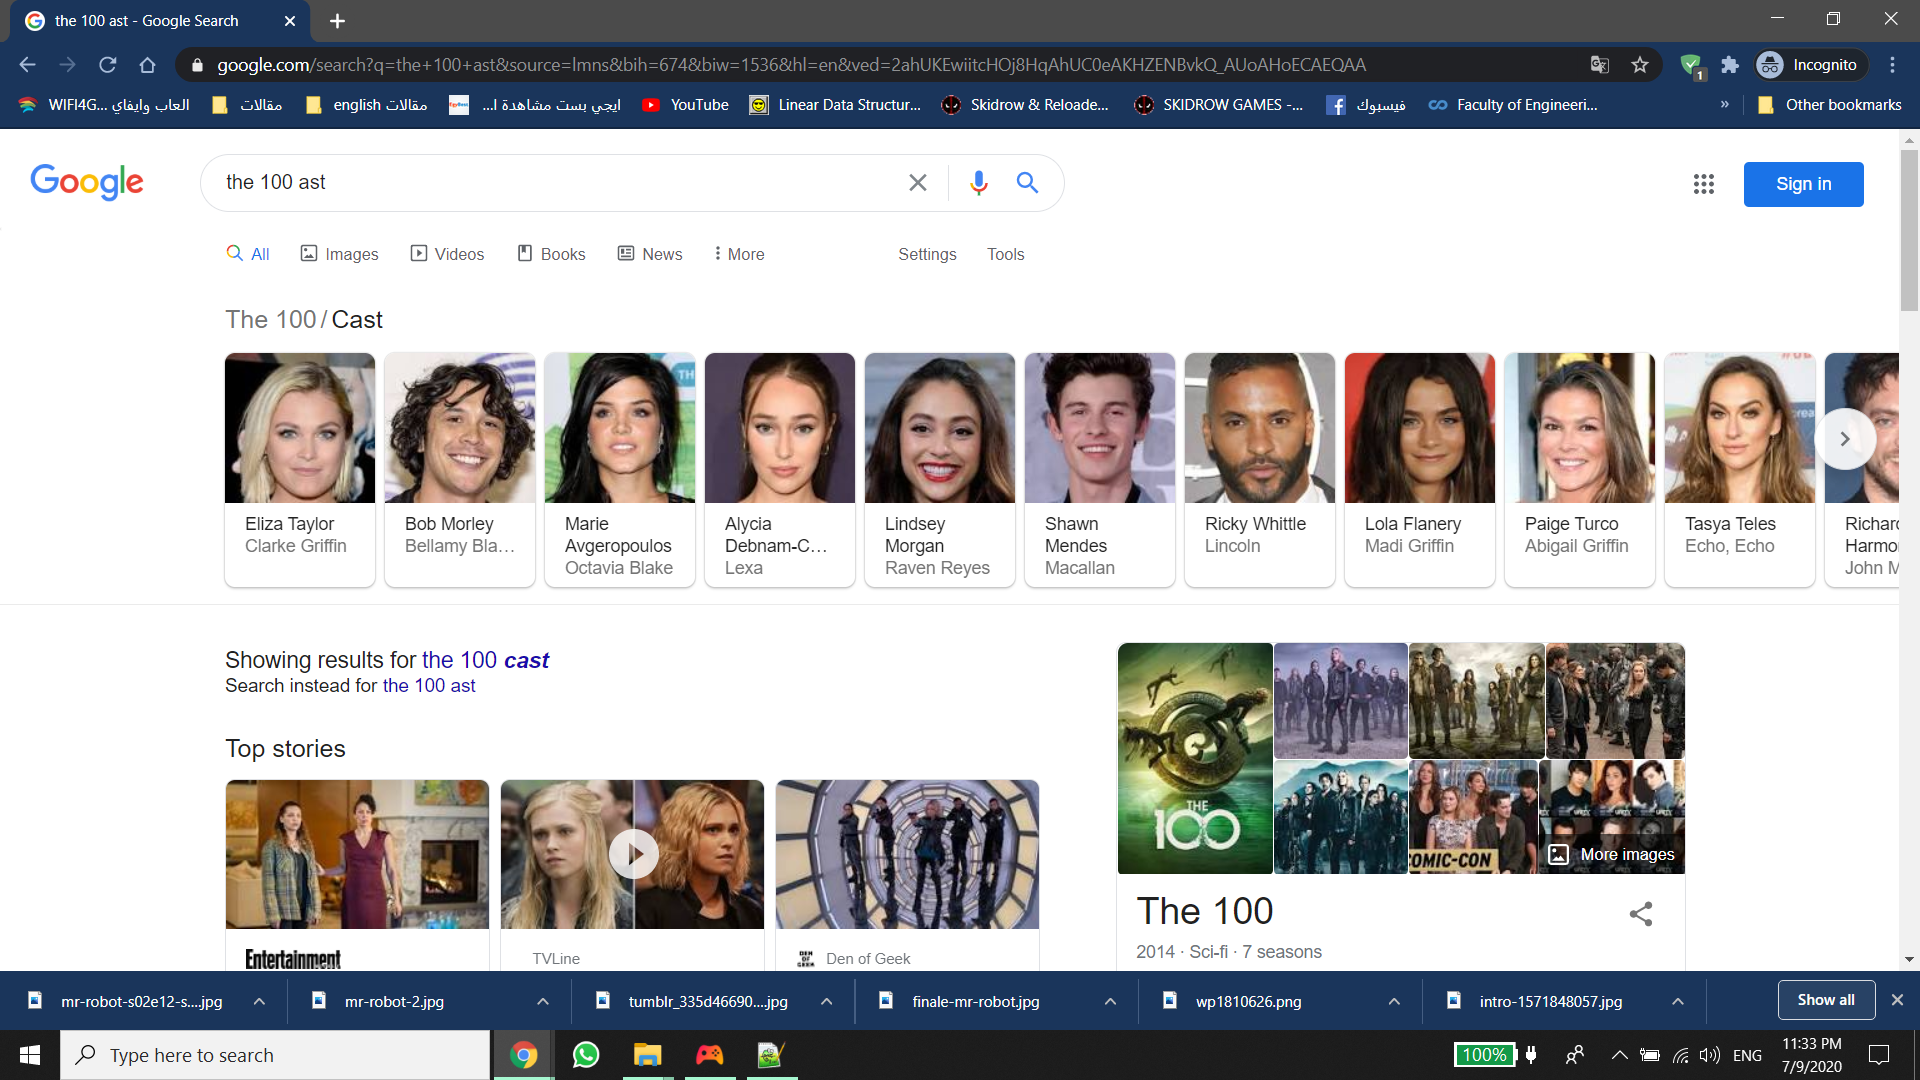 the 100 ast - Google Search
google.com/search?q=the+100+ast&source=lmns&bih=674&biw=1536&hl=en&ved=2ahUKEwiitcHOj8HqAhUC0eAKHZENBvkQ_AUoAHoECAEQAA
1
Incognito
WIFI4G... العاب وايفاي
مقالات
english مقالات
ايجي بست مشاهدة ا...
YouTube
Linear Data Structur...
Skidrow & Reloade...
SKIDROW GAMES -...
فيسبوك
Faculty of Engineeri...
»
Other bookmarks
Google
the 100 ast
Sign in
All
Images
Videos
Books
News
More
Settings
Tools
The 100 / Cast
Eliza Taylor
Clarke Griffin
Bob Morley
Bellamy Bla...
Marie
Avgeropoulos
Octavia Blake
Alycia
Debnam-C...
Lexa
Lindsey
Morgan
Raven Reyes
Shawn
Mendes
Macallan
Ricky Whittle
Lincoln
Lola Flanery
Madi Griffin
Paige Turco
Abigail Griffin
Tasya Teles
Echo, Echo
Richar
Harmo
John M
Showing results for the 100 cast
Search instead for the 100 ast
Top stories
Entertainment
TVLine
DEN OF GEEK
Den of Geek
THE 100
COMIC-CON
More images
The 100
2014 · Sci-fi · 7 seasons
mr-robot-s02e12-s....jpg
mr-robot-2.jpg
tumblr_335d46690....jpg
finale-mr-robot.jpg
wp1810626.png
intro-1571848057.jpg
Show all
Type here to search
100%
ENG
11:33 PM
7/9/2020